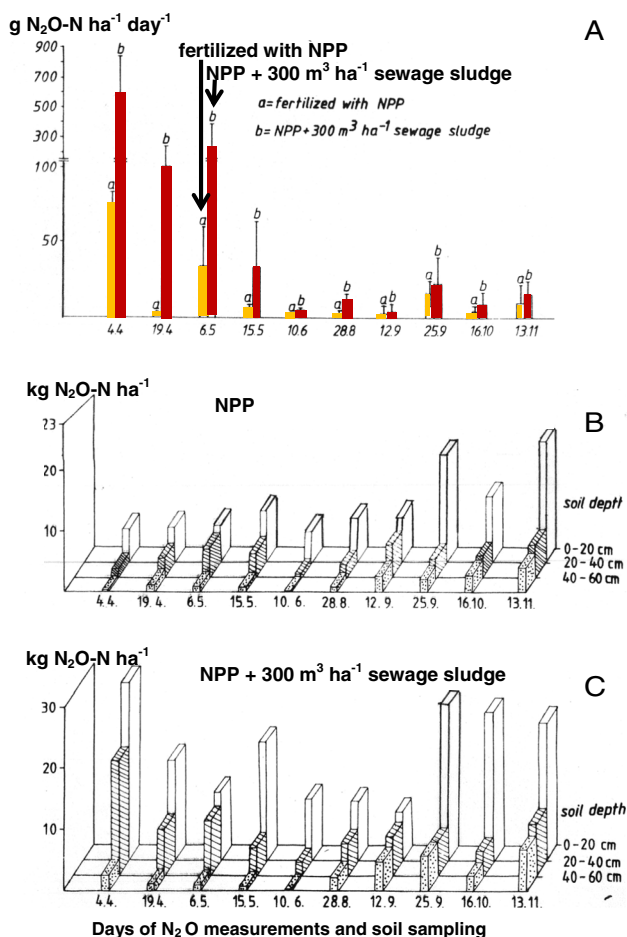 g N2O-N ha-1 day-1
A
900
b
fertilized with NPP
NPP + 300 m3 ha-1 sewage sludge
700
a=fertilized with NPP
500
b
b
b= NPP+300 m3 ha-1 sewage sludge
300
100
a
a
b
50
a
a
a b
a
b
a b
a
b
a
b
a b
4.4
19.4
6.5
15.5
10.6
28.8
12.9
25.9
16.10
13.11
kg N2O-N ha-1
NPP
B
23
20
soil deptt
10
0-20 cm
20-40 cm
40-60 cm
4.4.
19.4.
6.5.
15.5.
10.6.
28.8.
12.9.
25.9.
16.10.
13.11.
kg N2O-N ha-1
NPP + 300 m3 ha-1 sewage sludge
C
30
20
soil depth
10
0-20 cm
20-40 cm
40-60 cm
4.4.
19.4.
6.5.
15.5.
10.6.
28.8.
12.9.
25.9.
16.10.
13.11.
Days of N2O measurements and soil sampling